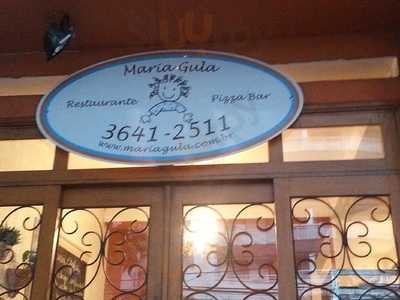 Maria Gula
Restaurante Pizza Bar
3641-2511
www.mariagula.com.br